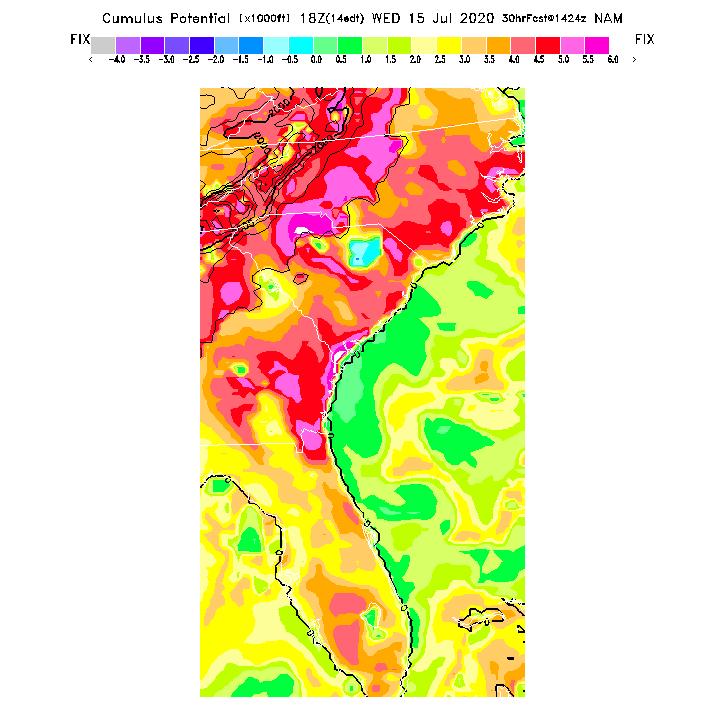 Cumulus Potential (x1000ft) 18Z(14edt) WED 15 Jul 2020 30hrFcst@1424z NAM
FIX FIX
< -4.0 -3.5 -3.0 -2.5 -2.0 -1.5 -1.0 -0.5 0.0 0.5 1.0 1.5 2.0 2.5 3.0 3.5 4.0 4.5 5.0 5.5 6.0 >
2000